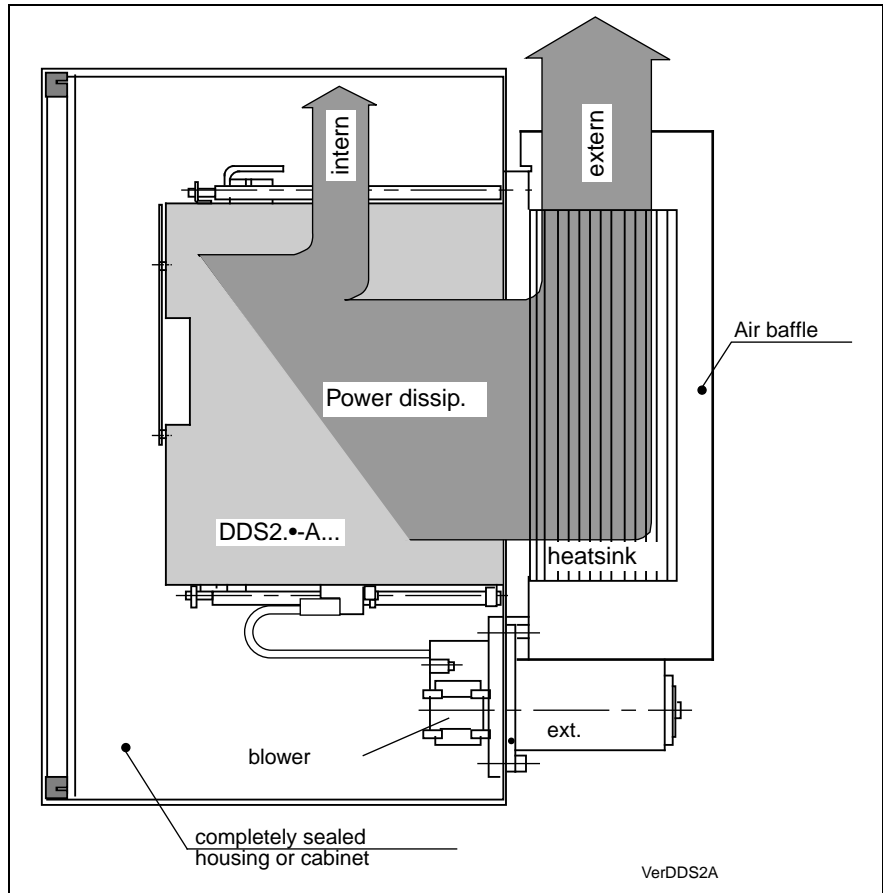 intern
extern
Air baffle
Power dissip.
DDS2.•-A...
heatsink
ext.
blower
completely sealed
housing or cabinet
VerDDS2A